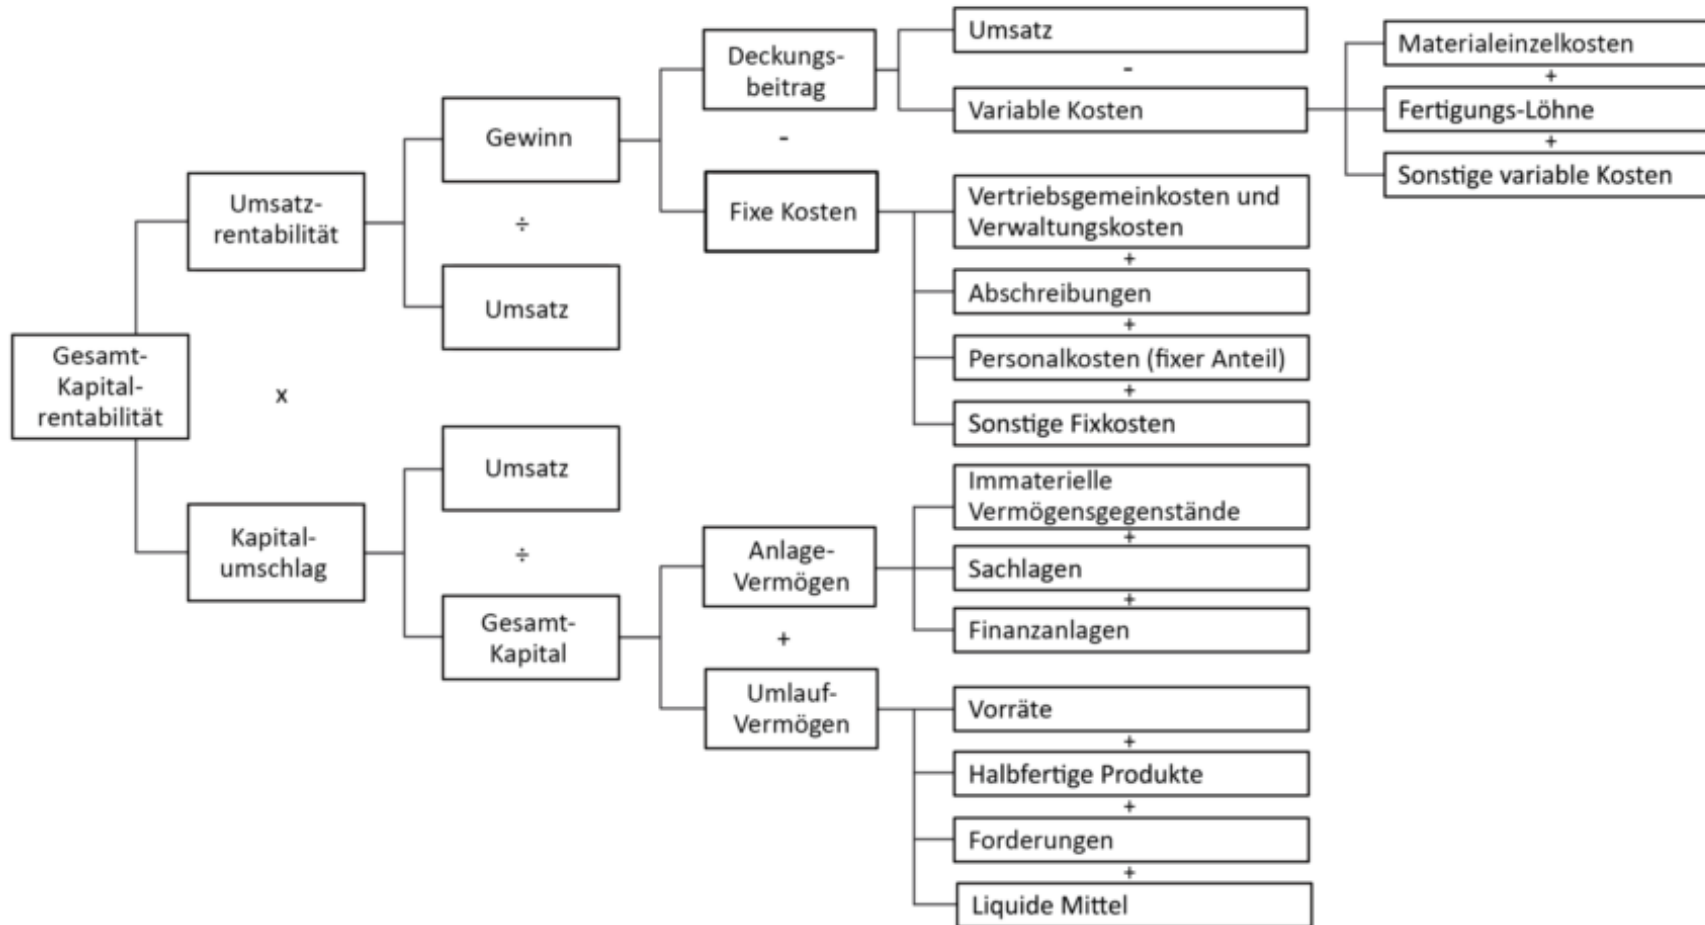 Gesamt-
Kapital-
rentabilität
Umsatz-
rentabilität
x
Kapital-
umschlag
Gewinn
÷
Umsatz
Umsatz
÷
Gesamt-
Kapital
Deckungs-
beitrag
-
Fixe Kosten
Anlage-
Vermögen
+
Umlauf-
Vermögen
Umsatz
-
Variable Kosten
Vertriebsgemeinkosten und
Verwaltungskosten
+
Abschreibungen
+
Personalkosten (fixer Anteil)
+
Sonstige Fixkosten
Immaterielle
Vermögensgegenstände
+
Sachlagen
+
Finanzanlagen
Vorräte
+
Halbfertige Produkte
+
Forderungen
+
Liquide Mittel
Materialeinzelkosten
+
Fertigungs-Löhne
+
Sonstige variable Kosten